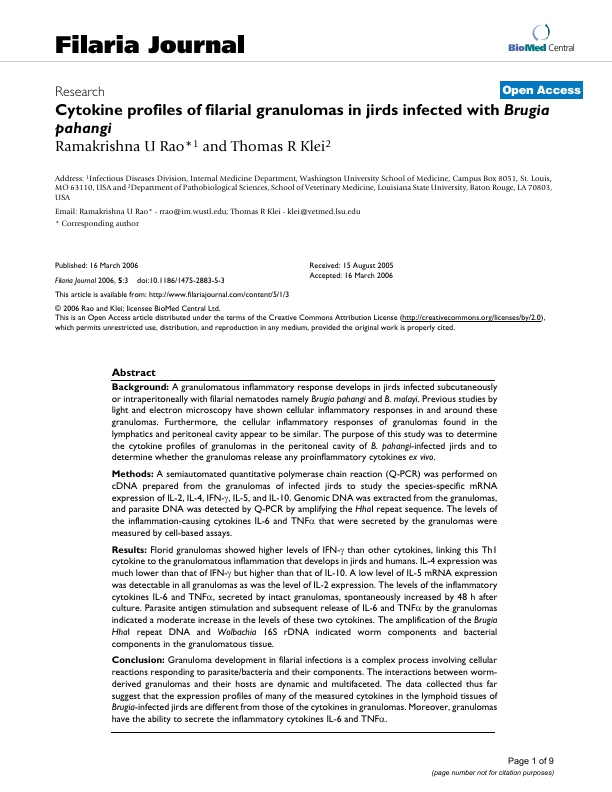 Filaria Journal
BioMed Central
Research
Open Access
Cytokine profiles of filarial granulomas in jirds infected with Brugia
pahangi
Ramakrishna U Rao*1 and Thomas R Klei2
Address: 1Infectious Diseases Division, Internal Medicine Department, Washington University School of Medicine, Campus Box 8051, St. Louis,
MO 63110, USA and 2Department of Pathobiological Sciences, School of Veterinary Medicine, Louisiana State University, Baton Rouge, LA 70803,
USA
Email: Ramakrishna U Rao* - rrao@im.wustl.edu; Thomas R Klei - klei@vetmed.lsu.edu
* Corresponding author
Published: 16 March 2006
Filaria Journal 2006, 5:3 doi:10.1186/1475-2883-5-3
Received: 15 August 2005
Accepted: 16 March 2006
This article is available from: http://www.filariajournal.com/content/5/1/3
© 2006 Rao and Klei; licensee BioMed Central Ltd.
This is an Open Access article distributed under the terms of the Creative Commons Attribution License (http://creativecommons.org/licenses/by/2.0),
which permits unrestricted use, distribution, and reproduction in any medium, provided the original work is properly cited.
Abstract
Background: A granulomatous inflammatory response develops in jirds infected subcutaneously
or intraperitoneally with filarial nematodes namely Brugia pahangi and B. malayi. Previous studies by
light and electron microscopy have shown cellular inflammatory responses in and around these
granulomas. Furthermore, the cellular inflammatory responses of granulomas found in the
lymphatics and peritoneal cavity appear to be similar. The purpose of this study was to determine
the cytokine profiles of granulomas in the peritoneal cavity of B. pahangi-infected jirds and to
determine whether the granulomas release any proinflammatory cytokines ex vivo.
Methods: A semiautomated quantitative polymerase chain reaction (Q-PCR) was performed on
cDNA prepared from the granulomas of infected jirds to study the species-specific mRNA
expression of IL-2, IL-4, IFN-γ, IL-5, and IL-10. Genomic DNA was extracted from the granulomas,
and parasite DNA was detected by Q-PCR by amplifying the HhaI repeat sequence. The levels of
the inflammation-causing cytokines IL-6 and TNFα that were secreted by the granulomas were
measured by cell-based assays.
Results: Florid granulomas showed higher levels of IFN-γ than other cytokines, linking this Th1
cytokine to the granulomatous inflammation that develops in jirds and humans. IL-4 expression was
much lower than that of IFN-γ but higher than that of IL-10. A low level of IL-5 mRNA expression
was detectable in all granulomas as was the level of IL-2 expression. The levels of the inflammatory
cytokines IL-6 and TNFα, secreted by intact granulomas, spontaneously increased by 48 h after
culture. Parasite antigen stimulation and subsequent release of IL-6 and TNFα by the granulomas
indicated a moderate increase in the levels of these two cytokines. The amplification of the Brugia
HhaI repeat DNA and Wolbachia 16S rDNA indicated worm components and bacterial
components in the granulomatous tissue.
Conclusion: Granuloma development in filarial infections is a complex process involving cellular
reactions responding to parasite/bacteria and their components. The interactions between worm-
derived granulomas and their hosts are dynamic and multifaceted. The data collected thus far
suggest that the expression profiles of many of the measured cytokines in the lymphoid tissues of
Brugia-infected jirds are different from those of the cytokines in granulomas. Moreover, granulomas
have the ability to secrete the inflammatory cytokines IL-6 and TNFα.
Page 1 of 9
(page number not for citation purposes)